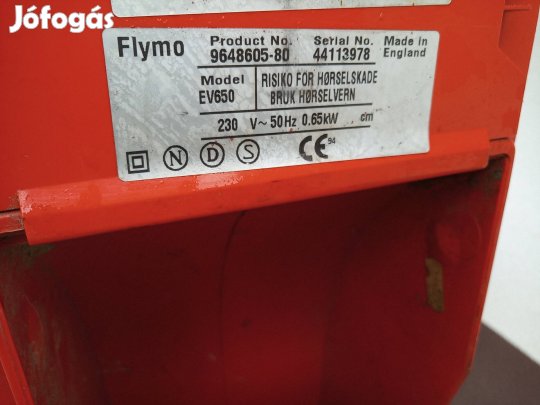 Jófogás
Flymo
Product No. Serial No. Made in
9648605-80 44113978 England
Model RISIKO FOR HØRSELSKADE
EV650 BRUK HØRSELVERN
230 V~ 50Hz 0.65kW cm
N D S CE 94